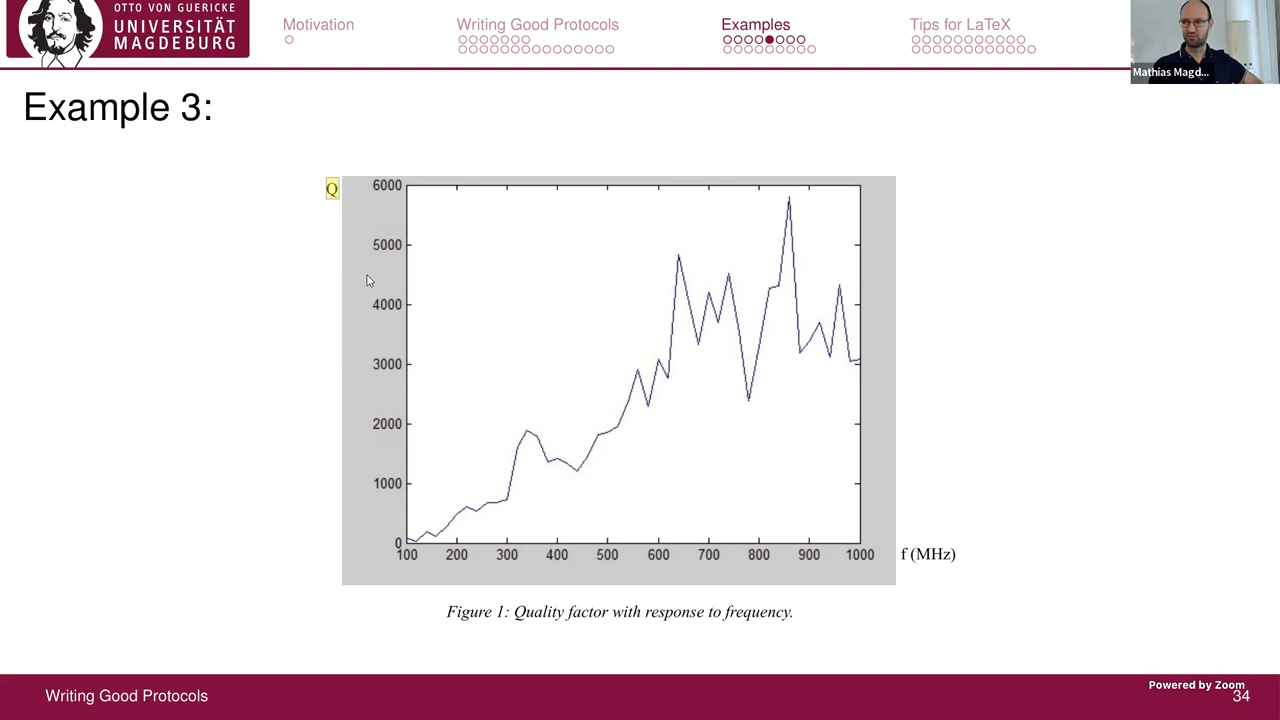 OTTO VON GUERICKE
UNIVERSITÄT
MAGDEBURG
Motivation
Writing Good Protocols
Examples
Tips for LaTeX
Mathias Magd...
Example 3:
Q
6000
5000
4000
3000
2000
1000
0
100 200 300 400 500 600 700 800 900 1000
f (MHz)
Figure 1: Quality factor with response to frequency.
Writing Good Protocols
Powered by Zoom
34